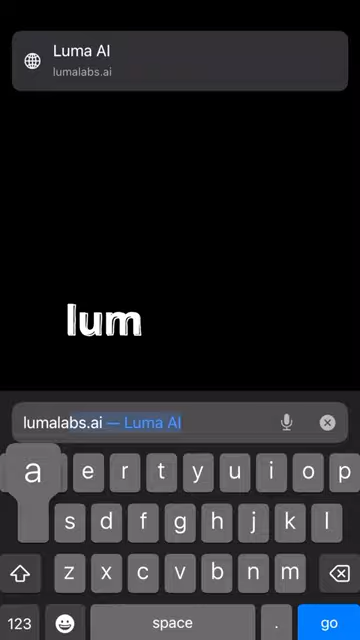 Luma AI
lumalabs.ai
lum
lumalabs.ai — Luma AI
a e r t y u i o p
s d f g h j k l
z x c v b n m
123 space . go